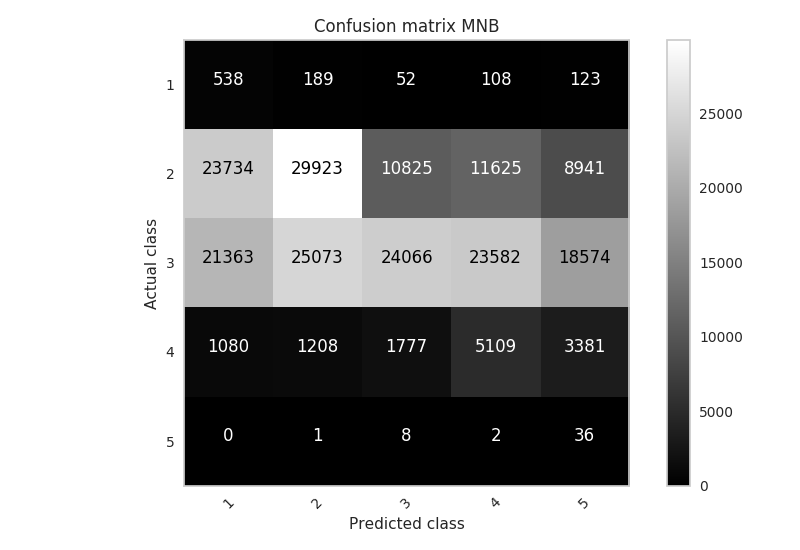 Confusion matrix MNB
Actual class
1
538 189 52 108 123
2
23734 29923 10825 11625 8941
3
21363 25073 24066 23582 18574
4
1080 1208 1777 5109 3381
5
0 1 8 2 36
1 2 3 4 5
Predicted class
25000
20000
15000
10000
5000
0